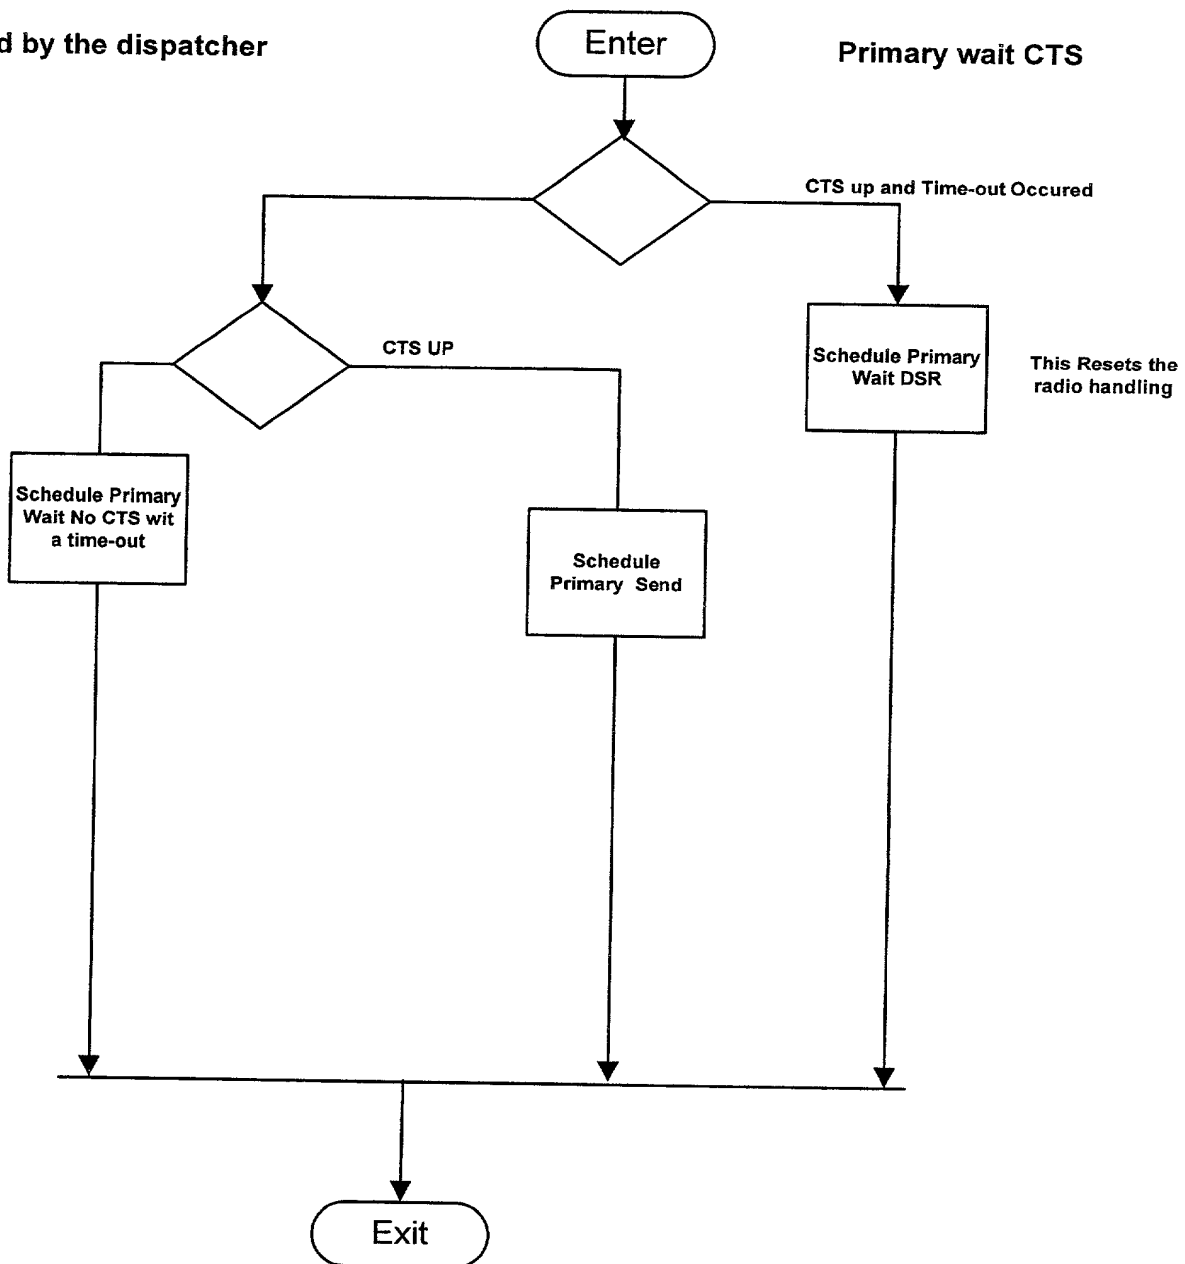 d by the dispatcher
Enter
Primary wait CTS
CTS up and Time-out Occured
CTS UP
Schedule Primary
Wait DSR
This Resets the
radio handling
Schedule Primary
Wait No CTS wit
a time-out
Schedule
Primary Send
Exit